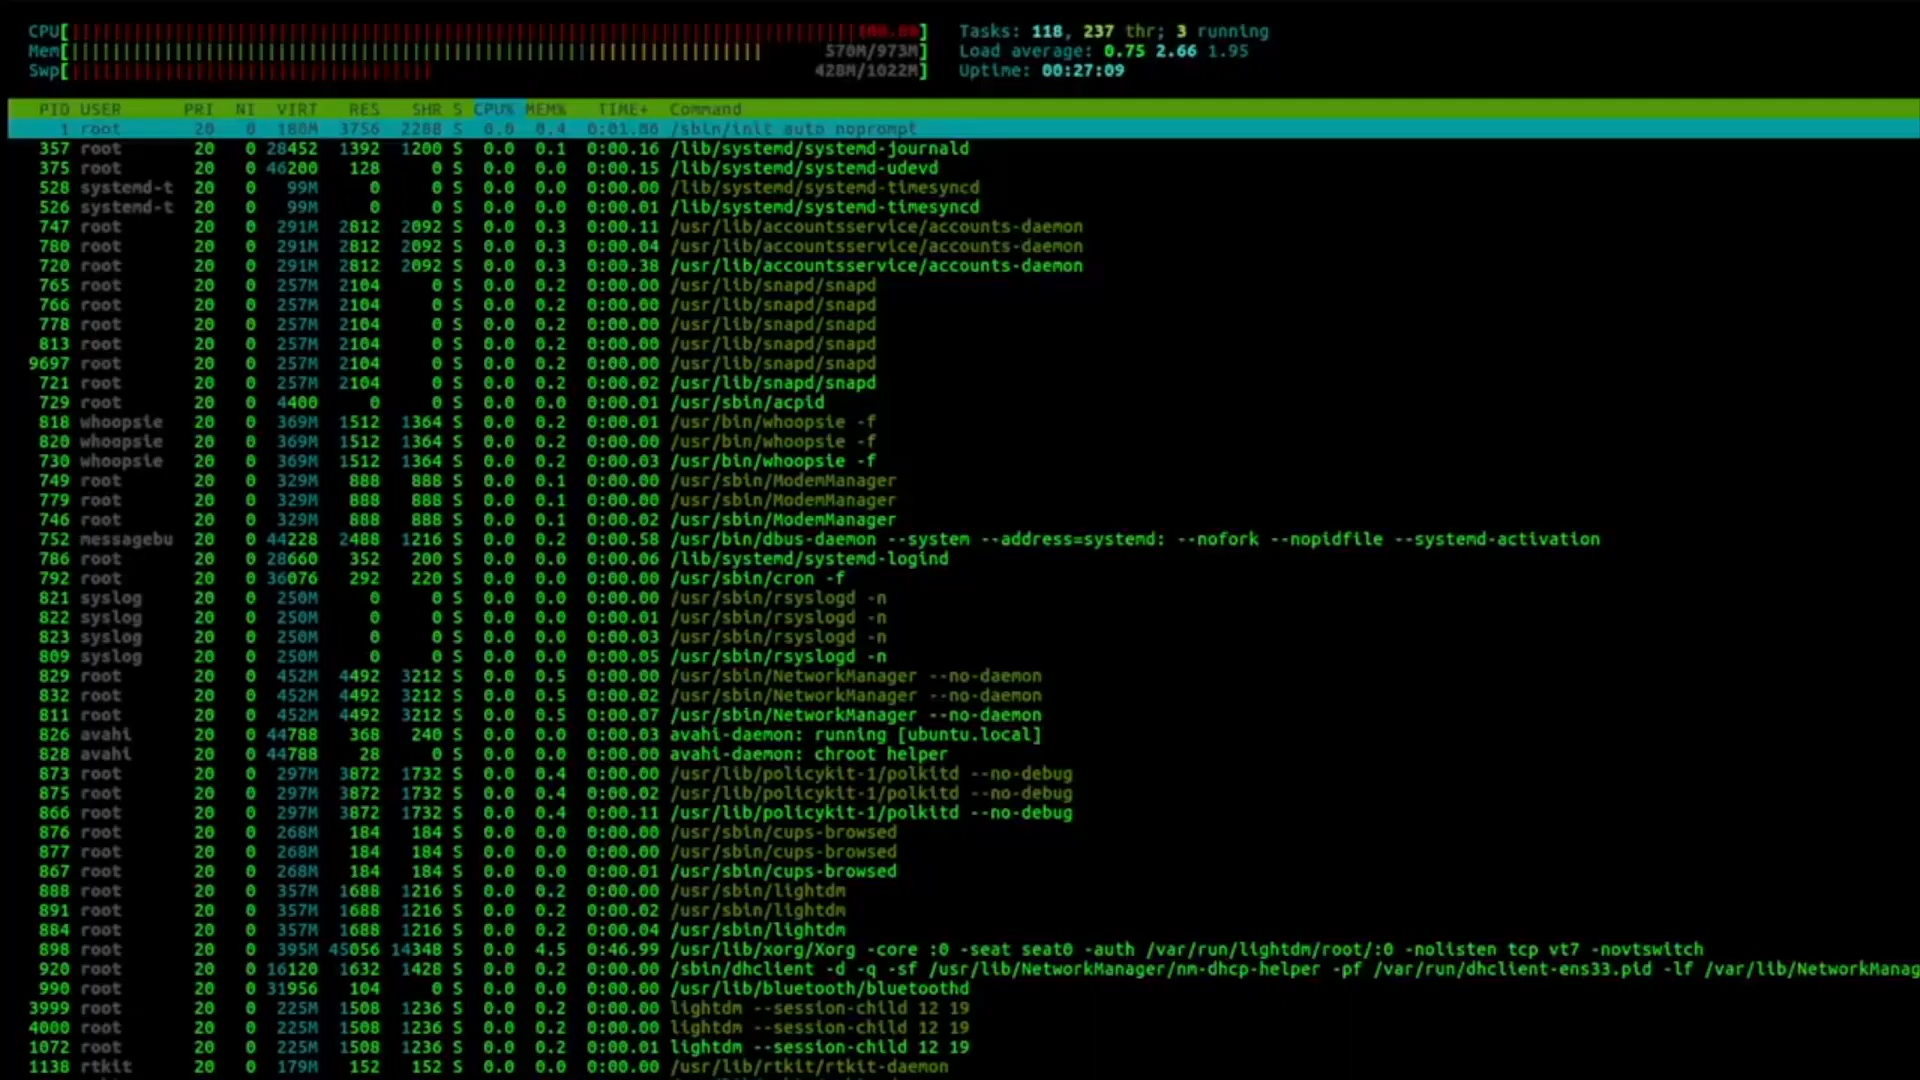 CPU[ 100.0%] Tasks: 118, 237 thr; 3 running
Mem[ 570M/973M] Load average: 0.75 2.66 1.95
Swp[ 428M/1022M] Uptime: 00:27:09
PID USER PRI NI VIRT RES SHR S CPU% MEM% TIME+ Command
1 root 20 0 180M 3756 2288 S 0.0 0.4 0:01.80 /sbin/init auto noprompt
357 root 20 0 28452 1392 1200 S 0.0 0.1 0:00.16 /lib/systemd/systemd-journald
375 root 20 0 46200 128 0 S 0.0 0.0 0:00.15 /lib/systemd/systemd-udevd
528 systemd-t 20 0 99M 0 0 S 0.0 0.0 0:00.00 /lib/systemd/systemd-timesyncd
526 systemd-t 20 0 99M 0 0 S 0.0 0.0 0:00.01 /lib/systemd/systemd-timesyncd
747 root 20 0 291M 2812 2092 S 0.0 0.3 0:00.11 /usr/lib/accountsservice/accounts-daemon
780 root 20 0 291M 2812 2092 S 0.0 0.3 0:00.04 /usr/lib/accountsservice/accounts-daemon
720 root 20 0 291M 2812 2092 S 0.0 0.3 0:00.38 /usr/lib/accountsservice/accounts-daemon
765 root 20 0 257M 2104 0 S 0.0 0.2 0:00.00 /usr/lib/snapd/snapd
766 root 20 0 257M 2104 0 S 0.0 0.2 0:00.00 /usr/lib/snapd/snapd
778 root 20 0 257M 2104 0 S 0.0 0.2 0:00.00 /usr/lib/snapd/snapd
813 root 20 0 257M 2104 0 S 0.0 0.2 0:00.00 /usr/lib/snapd/snapd
9697 root 20 0 257M 2104 0 S 0.0 0.2 0:00.00 /usr/lib/snapd/snapd
721 root 20 0 257M 2104 0 S 0.0 0.2 0:00.02 /usr/lib/snapd/snapd
729 root 20 0 4400 0 0 S 0.0 0.0 0:00.01 /usr/sbin/acpid
818 whoopsie 20 0 369M 1512 1364 S 0.0 0.2 0:00.01 /usr/bin/whoopsie -f
820 whoopsie 20 0 369M 1512 1364 S 0.0 0.2 0:00.00 /usr/bin/whoopsie -f
730 whoopsie 20 0 369M 1512 1364 S 0.0 0.2 0:00.03 /usr/bin/whoopsie -f
749 root 20 0 329M 888 888 S 0.0 0.1 0:00.00 /usr/sbin/ModemManager
779 root 20 0 329M 888 888 S 0.0 0.1 0:00.00 /usr/sbin/ModemManager
746 root 20 0 329M 888 888 S 0.0 0.1 0:00.02 /usr/sbin/ModemManager
752 messagebu 20 0 44228 2488 1216 S 0.0 0.2 0:00.58 /usr/bin/dbus-daemon --system --address=systemd: --nofork --nopidfile --systemd-activation
786 root 20 0 28660 352 200 S 0.0 0.0 0:00.06 /lib/systemd/systemd-logind
792 root 20 0 36076 292 220 S 0.0 0.0 0:00.00 /usr/sbin/cron -f
821 syslog 20 0 250M 0 0 S 0.0 0.0 0:00.00 /usr/sbin/rsyslogd -n
822 syslog 20 0 250M 0 0 S 0.0 0.0 0:00.01 /usr/sbin/rsyslogd -n
823 syslog 20 0 250M 0 0 S 0.0 0.0 0:00.03 /usr/sbin/rsyslogd -n
809 syslog 20 0 250M 0 0 S 0.0 0.0 0:00.05 /usr/sbin/rsyslogd -n
829 root 20 0 452M 4492 3212 S 0.0 0.5 0:00.00 /usr/sbin/NetworkManager --no-daemon
832 root 20 0 452M 4492 3212 S 0.0 0.5 0:00.02 /usr/sbin/NetworkManager --no-daemon
811 root 20 0 452M 4492 3212 S 0.0 0.5 0:00.07 /usr/sbin/NetworkManager --no-daemon
826 avahi 20 0 44788 368 240 S 0.0 0.0 0:00.03 avahi-daemon: running [ubuntu.local]
828 avahi 20 0 44788 28 0 S 0.0 0.0 0:00.00 avahi-daemon: chroot helper
873 root 20 0 297M 3872 1732 S 0.0 0.4 0:00.00 /usr/lib/policykit-1/polkitd --no-debug
875 root 20 0 297M 3872 1732 S 0.0 0.4 0:00.02 /usr/lib/policykit-1/polkitd --no-debug
866 root 20 0 297M 3872 1732 S 0.0 0.4 0:00.11 /usr/lib/policykit-1/polkitd --no-debug
876 root 20 0 268M 184 184 S 0.0 0.0 0:00.00 /usr/sbin/cups-browsed
877 root 20 0 268M 184 184 S 0.0 0.0 0:00.00 /usr/sbin/cups-browsed
867 root 20 0 268M 184 184 S 0.0 0.0 0:00.01 /usr/sbin/cups-browsed
888 root 20 0 357M 1688 1216 S 0.0 0.2 0:00.00 /usr/sbin/lightdm
891 root 20 0 357M 1688 1216 S 0.0 0.2 0:00.02 /usr/sbin/lightdm
884 root 20 0 357M 1688 1216 S 0.0 0.2 0:00.04 /usr/sbin/lightdm
898 root 20 0 395M 45056 14348 S 0.0 4.5 0:46.99 /usr/lib/xorg/Xorg -core :0 -seat seat0 -auth /var/run/lightdm/root/:0 -nolisten tcp vt7 -novtswitch
920 root 20 0 16120 1632 1428 S 0.0 0.2 0:00.00 /sbin/dhclient -d -q -sf /usr/lib/NetworkManager/nm-dhcp-helper -pf /var/run/dhclient-ens33.pid -lf /var/lib/NetworkManag
990 root 20 0 31956 104 0 S 0.0 0.0 0:00.00 /usr/lib/bluetooth/bluetoothd
3999 root 20 0 225M 1508 1236 S 0.0 0.2 0:00.00 lightdm --session-child 12 19
4000 root 20 0 225M 1508 1236 S 0.0 0.2 0:00.00 lightdm --session-child 12 19
1072 root 20 0 225M 1508 1236 S 0.0 0.2 0:00.01 lightdm --session-child 12 19
1138 rtkit 20 0 179M 152 152 S 0.0 0.0 0:00.00 /usr/lib/rtkit/rtkit-daemon